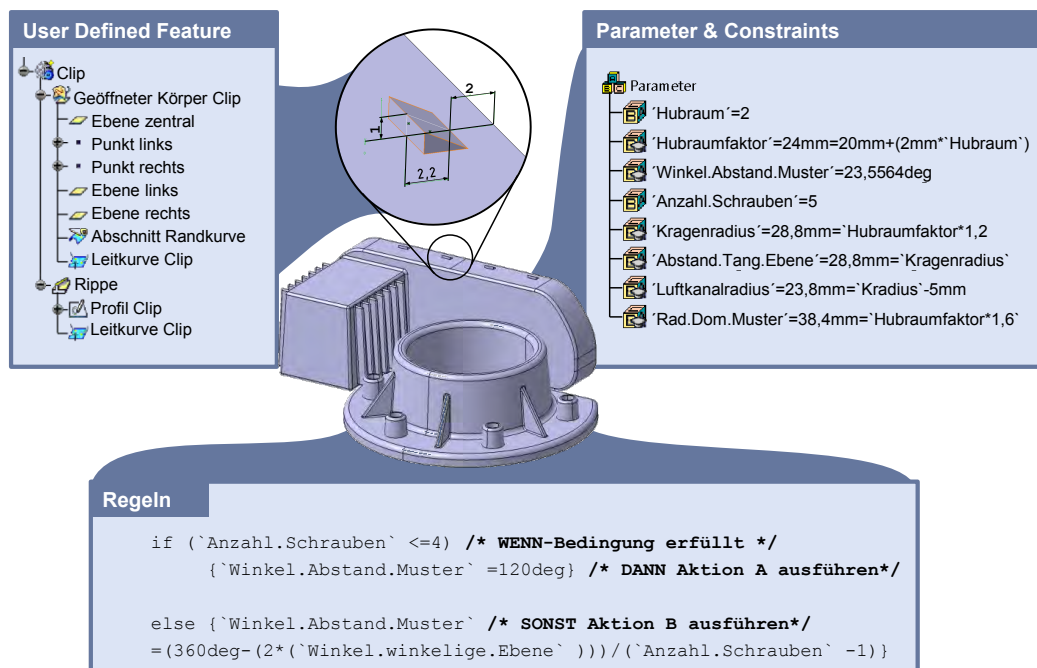 User Defined Feature
Clip
Geöffneter Körper Clip
Ebene zentral
Punkt links
Punkt rechts
Ebene links
Ebene rechts
Abschnitt Randkurve
Leitkurve Clip
Rippe
Profil Clip
Leitkurve Clip
2
1
2,2
Parameter & Constraints
Parameter
´Hubraum´=2
´Hubraumfaktor´=24mm=20mm+(2mm*`Hubraum`)
´Winkel.Abstand.Muster´=23,5564deg
´Anzahl.Schrauben´=5
´Kragenradius´=28,8mm=`Hubraumfaktor*1,2
´Abstand.Tang.Ebene´=28,8mm=`Kragenradius`
´Luftkanalradius´=23,8mm=`Kradius`-5mm
´Rad.Dom.Muster´=38,4mm=`Hubraumfaktor*1,6`
Regeln
if (`Anzahl.Schrauben` <=4) /* WENN-Bedingung erfüllt */
{`Winkel.Abstand.Muster` =120deg} /* DANN Aktion A ausführen*/
else {`Winkel.Abstand.Muster` /* SONST Aktion B ausführen*/
=(360deg-(2*(`Winkel.winkelige.Ebene` )))/(`Anzahl.Schrauben` -1)}